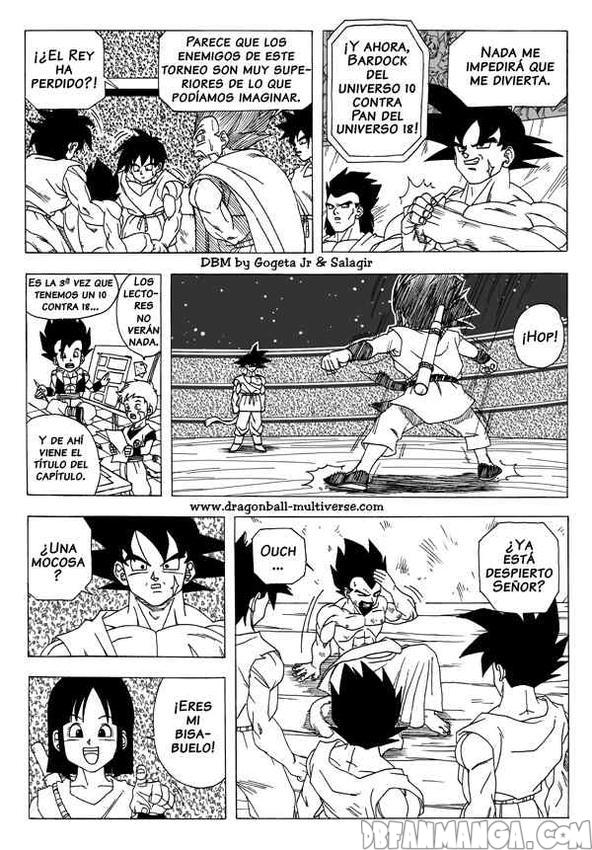 ¡¿El Rey
ha
perdido?!
Parece que los
enemigos de este
torneo son muy supe-
riores de lo que
podíamos imaginar.
¡Y ahora,
Bardock
del
universo 10
contra
Pan del
universo 18!
Nada me
impedirá que
me divierta.
DBM by Gogeta Jr & Salagir
Es la 3ª vez que
tenemos un 10
contra 18...
Los
lecto-
res no
verán
nada.
Y de ahí
viene el
título del
capítulo.
¡Hop!
www.dragonball-multiverse.com
¿Una
mocosa?
Ouch
...
¿Ya
está
despierto
Señor?
¡Eres
mi
bisa-
buelo!
DBFANMANGA.COM